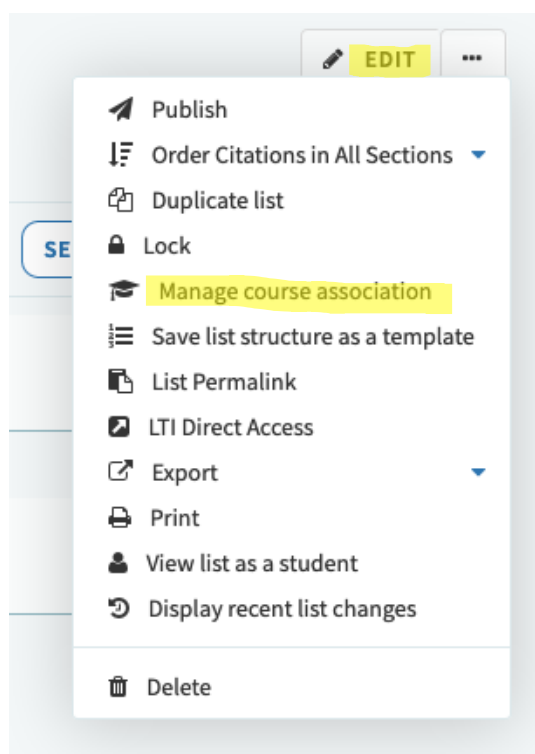 EDIT ...
Publish
Order Citations in All Sections
Duplicate list
SE
Lock
Manage course association
Save list structure as a template
List Permalink
LTI Direct Access
Export
Print
View list as a student
Display recent list changes
Delete